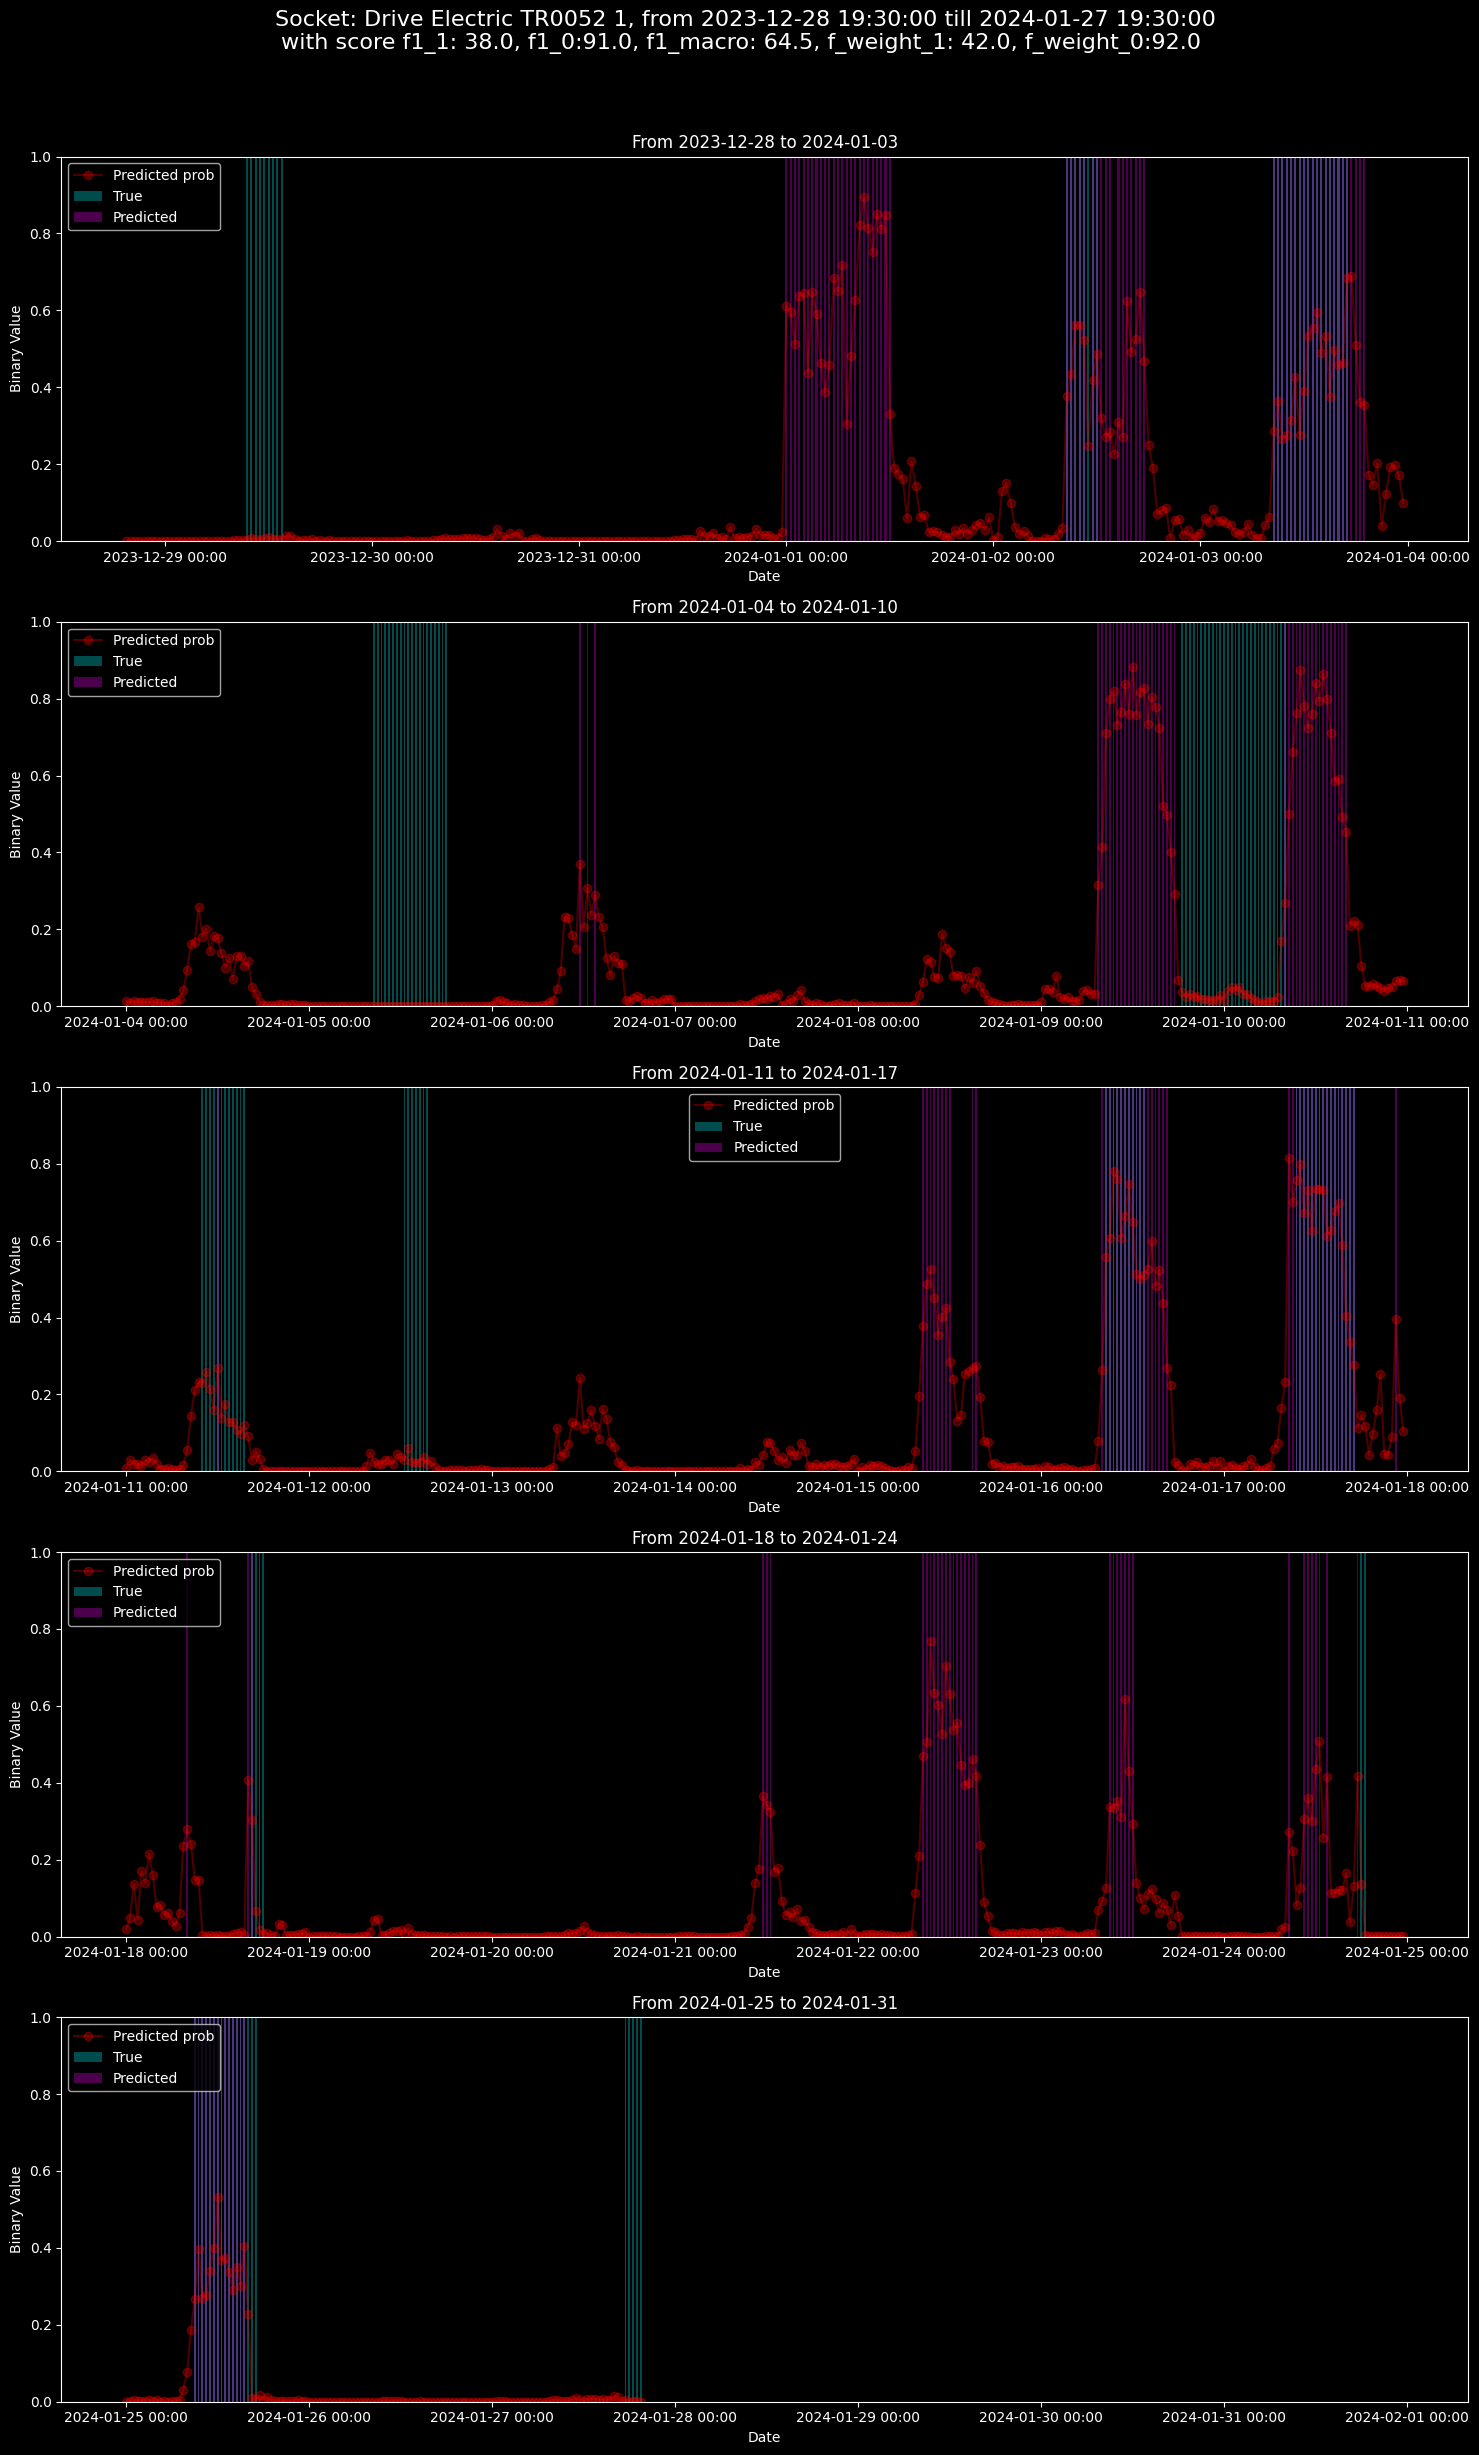 Socket: Drive Electric TR0052 1, from 2023-12-28 19:30:00 till 2024-01-27 19:30:00
with score f1_1: 38.0, f1_0:91.0, f1_macro: 64.5, f_weight_1: 42.0, f_weight_0:92.0
From 2023-12-28 to 2024-01-03
Binary Value
1.0
0.8
0.6
0.4
0.2
0.0
Predicted prob
True
Predicted
2023-12-29 00:00 2023-12-30 00:00 2023-12-31 00:00 2024-01-01 00:00 2024-01-02 00:00 2024-01-03 00:00 2024-01-04 00:00
Date
From 2024-01-04 to 2024-01-10
Binary Value
1.0
0.8
0.6
0.4
0.2
0.0
Predicted prob
True
Predicted
2024-01-04 00:00 2024-01-05 00:00 2024-01-06 00:00 2024-01-07 00:00 2024-01-08 00:00 2024-01-09 00:00 2024-01-10 00:00 2024-01-11 00:00
Date
From 2024-01-11 to 2024-01-17
Binary Value
1.0
0.8
0.6
0.4
0.2
0.0
Predicted prob
True
Predicted
2024-01-11 00:00 2024-01-12 00:00 2024-01-13 00:00 2024-01-14 00:00 2024-01-15 00:00 2024-01-16 00:00 2024-01-17 00:00 2024-01-18 00:00
Date
From 2024-01-18 to 2024-01-24
Binary Value
1.0
0.8
0.6
0.4
0.2
0.0
Predicted prob
True
Predicted
2024-01-18 00:00 2024-01-19 00:00 2024-01-20 00:00 2024-01-21 00:00 2024-01-22 00:00 2024-01-23 00:00 2024-01-24 00:00 2024-01-25 00:00
Date
From 2024-01-25 to 2024-01-31
Binary Value
1.0
0.8
0.6
0.4
0.2
0.0
Predicted prob
True
Predicted
2024-01-25 00:00 2024-01-26 00:00 2024-01-27 00:00 2024-01-28 00:00 2024-01-29 00:00 2024-01-30 00:00 2024-01-31 00:00 2024-02-01 00:00
Date